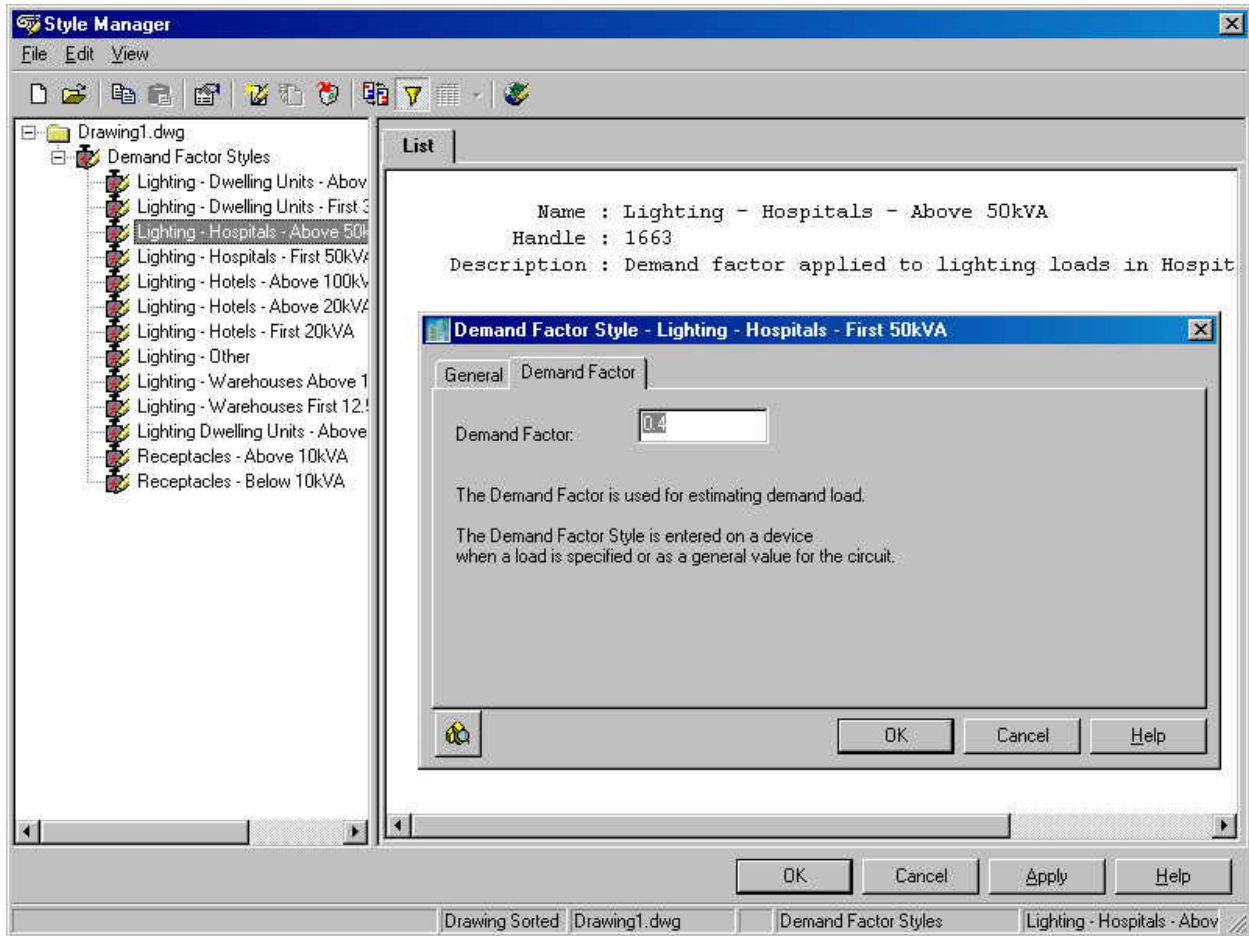 Style Manager
File Edit View
Drawing1.dwg
Demand Factor Styles
Lighting - Dwelling Units - Abov
Lighting - Dwelling Units - First 3
Lighting - Hospitals - Above 50k
Lighting - Hospitals - First 50kVA
Lighting - Hotels - Above 100kV
Lighting - Hotels - Above 20kVA
Lighting - Hotels - First 20kVA
Lighting - Other
Lighting - Warehouses Above 1
Lighting - Warehouses First 12.5
Lighting Dwelling Units - Above
Receptacles - Above 10kVA
Receptacles - Below 10kVA
List
Name : Lighting - Hospitals - Above 50kVA
Handle : 1663
Description : Demand factor applied to lighting loads in Hospit
Demand Factor Style - Lighting - Hospitals - First 50kVA
General Demand Factor
Demand Factor: 0.4
The Demand Factor is used for estimating demand load.
The Demand Factor Style is entered on a device
when a load is specified or as a general value for the circuit.
OK Cancel Help
OK Cancel Apply Help
Drawing Sorted Drawing1.dwg Demand Factor Styles Lighting - Hospitals - Abov